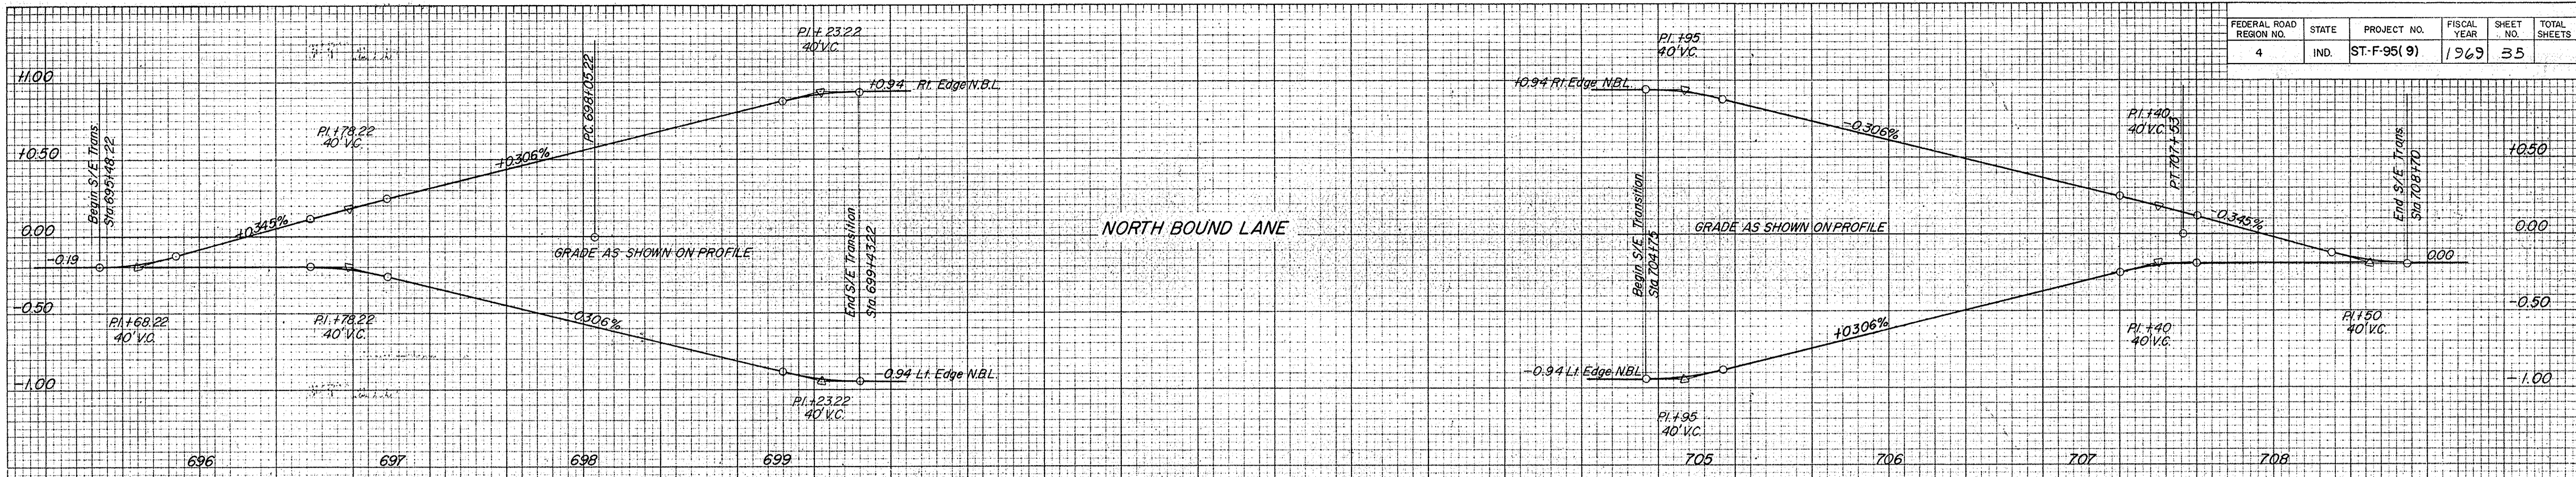 FEDERAL ROAD REGION NO.
STATE
PROJECT NO.
FISCAL YEAR
SHEET NO.
TOTAL SHEETS
4
IND.
ST.-F-95(9)
1969
35
P.I. + 23.22
40' V.C.
+1.00
+0.94 Rt. Edge N.B.L.
P.C. 698+05.22
Begin S/E Trans.
Sta. 695+48.22
P.I. +78.22
40' V.C.
+0.50
+0.306%
+0.345%
0.00
-0.19
GRADE AS SHOWN ON PROFILE
End S/E Transition
Sta. 699+43.22
-0.50
P.I. +68.22
40' V.C.
P.I. +78.22
40' V.C.
-0.306%
-1.00
-0.94 Lt. Edge N.B.L.
P.I. +23.22
40' V.C.
696
697
698
699
NORTH BOUND LANE
P.I. +95
40' V.C.
+0.94 Rt. Edge N.B.L.
-0.306%
P.I. +40
40' V.C.
P.T. 707+53
+0.50
Begin S/E Transition
Sta. 704+75
GRADE AS SHOWN ON PROFILE
-0.345%
End S/E Trans.
Sta. 708+70
0.00
0.00
-0.50
+0.306%
P.I. +40
40' V.C.
P.I. +50
40' V.C.
-0.94 Lt. Edge N.B.L.
-1.00
P.I. +95
40' V.C.
705
706
707
708